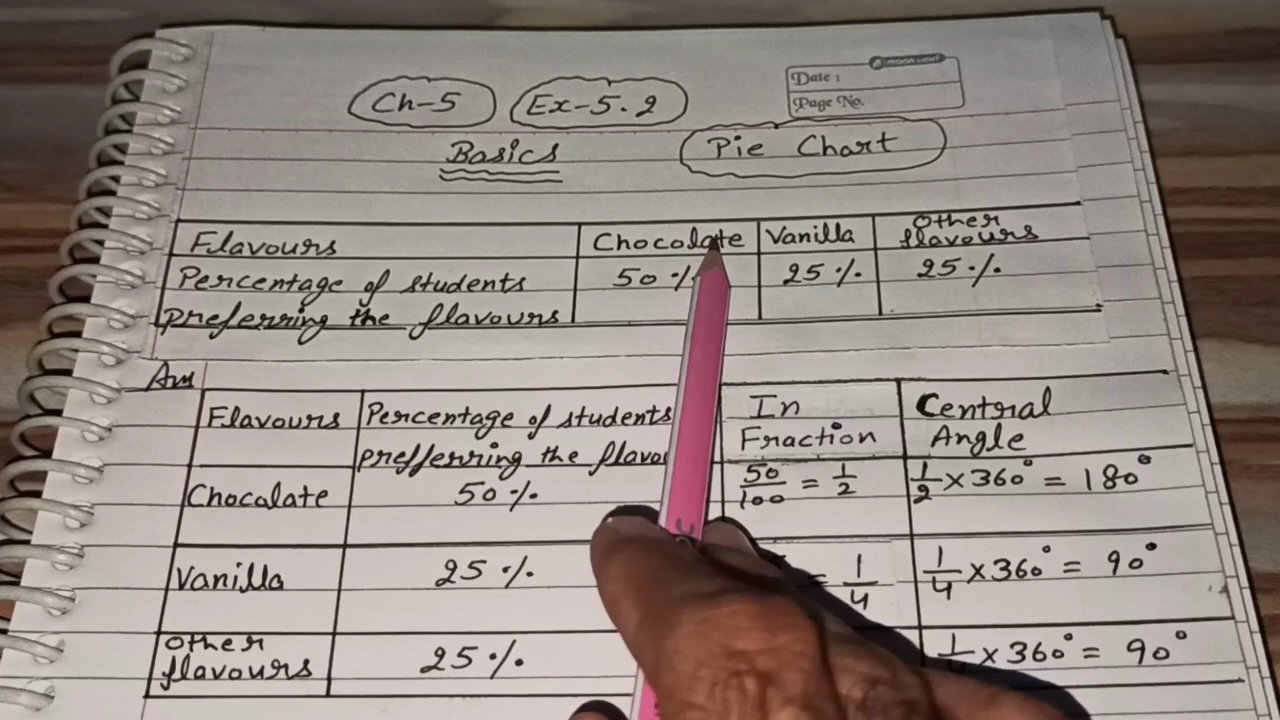 MOON LIGHT
Date :
Page No.
Ch-5 Ex-5.2
Basics Pie Chart
Flavours Chocolate Vanilla Other flavours
Percentage of students 50 % 25 % 25 %
preferring the flavours
Ans
Flavours Percentage of students In Central
prefferring the Fraction Angle
Chocalate 50 % 50/100 = 1/2 1/2 × 360° = 180°
Vanilla 25 % = 1/4 1/4 × 360° = 90°
Other
flavours 25 % × 360° = 90°